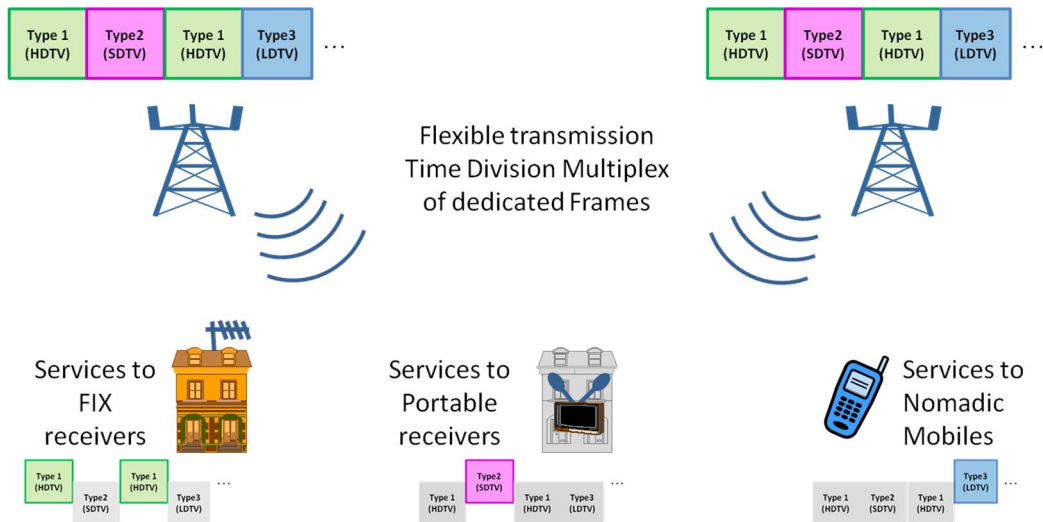 Type 1
(HDTV)
Type2
(SDTV)
Type 1
(HDTV)
Type3
(LDTV)
...
Type 1
(HDTV)
Type2
(SDTV)
Type 1
(HDTV)
Type3
(LDTV)
...
Flexible transmission
Time Division Multiplex
of dedicated Frames
Services to
FIX
receivers
Services to
Portable
receivers
Services to
Nomadic
Mobiles
Type 1
(HDTV)
Type2
(SDTV)
Type 1
(HDTV)
Type3
(LDTV)
...
Type 1
(HDTV)
Type2
(SDTV)
Type 1
(HDTV)
Type3
(LDTV)
...
Type 1
(HDTV)
Type2
(SDTV)
Type 1
(HDTV)
Type3
(LDTV)
...